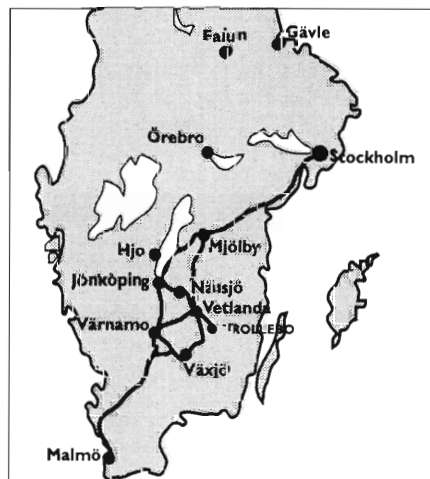 Falun
Gävle
Örebro
Stockholm
Hjo
Mjölby
Jönköping
Nässjö
Vetlanda
Värnamo
Växjö
Malmö